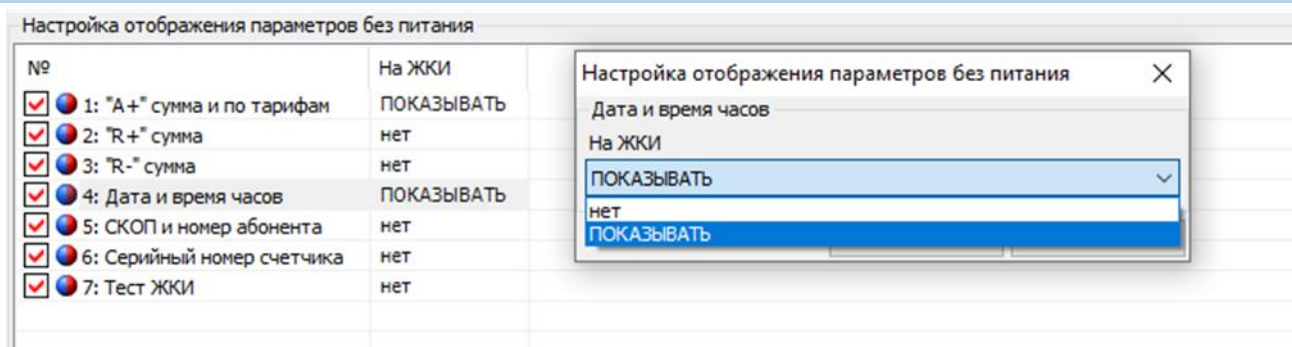 Настройка отображения параметров без питания
№ На ЖКИ
1: "A+" сумма и по тарифам ПОКАЗЫВАТЬ
2: "R+" сумма нет
3: "R-" сумма нет
4: Дата и время часов ПОКАЗЫВАТЬ
5: СКОП и номер абонента нет
6: Серийный номер счетчика нет
7: Тест ЖКИ нет
Настройка отображения параметров без питания
Дата и время часов
На ЖКИ
ПОКАЗЫВАТЬ
нет
ПОКАЗЫВАТЬ